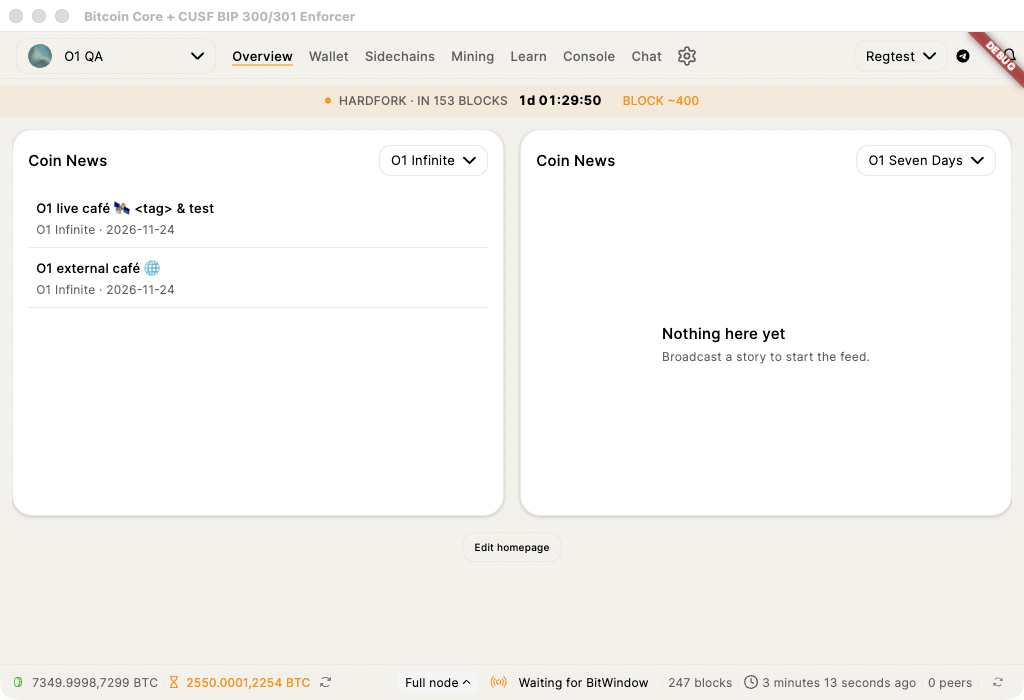 Bitcoin Core + CUSF BIP 300/301 Enforcer
O1 QA
Overview Wallet Sidechains Mining Learn Console Chat
Regtest
DEBUG
HARDFORK · IN 153 BLOCKS 1d 01:29:50 BLOCK ~400
Coin News
O1 Infinite
O1 live café 🛰️ <tag> & test
O1 Infinite · 2026-11-24
O1 external café 🌐
O1 Infinite · 2026-11-24
Coin News
O1 Seven Days
Nothing here yet
Broadcast a story to start the feed.
Edit homepage
7349.9998,7299 BTC 2550.0001,2254 BTC Full node Waiting for BitWindow 247 blocks 3 minutes 13 seconds ago 0 peers